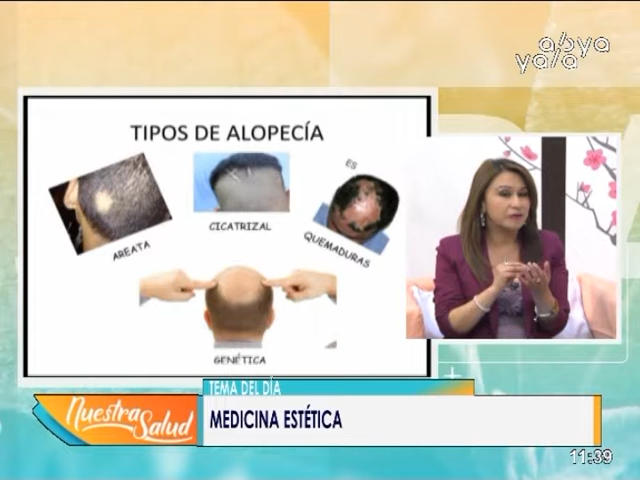 abya
yala
TIPOS DE ALOPECÍA
AREATA
CICATRIZAL
ES
QUEMADURAS
GENÉTICA
TEMA DEL DÍA
Nuestra Salud
MEDICINA ESTÉTICA
11:39